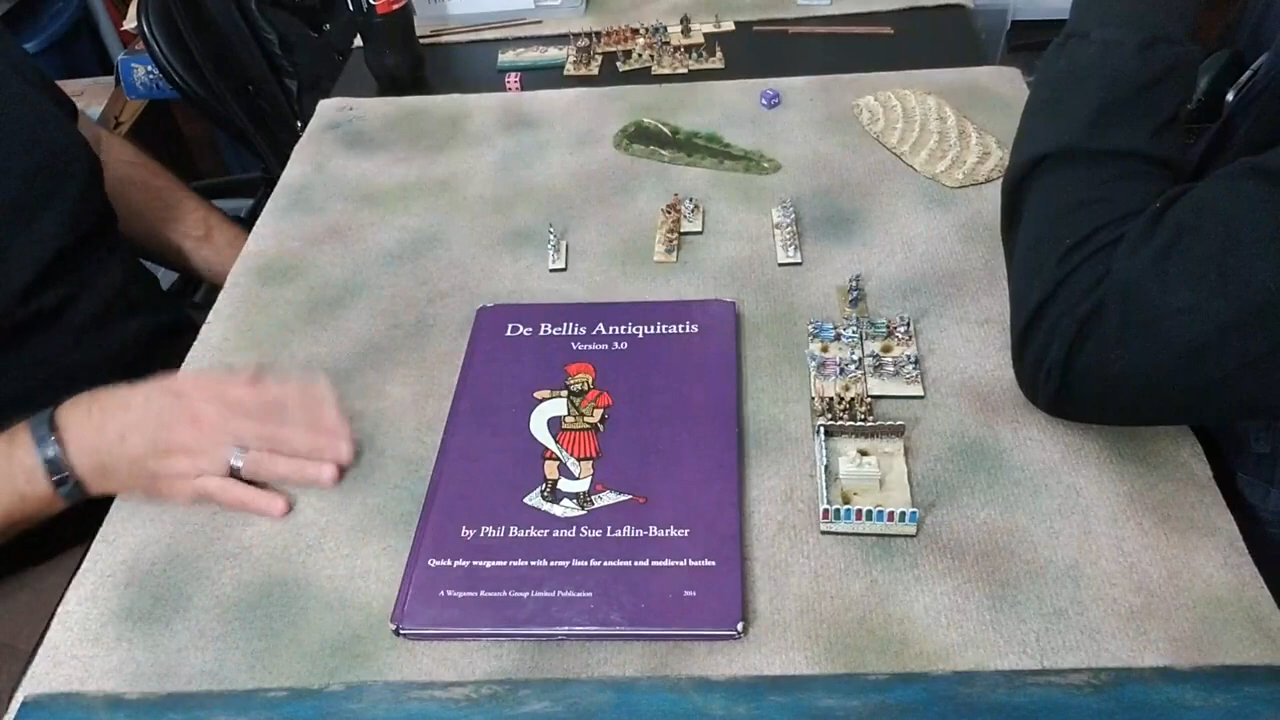 De Bellis Antiquitatis
Version 3.0
by Phil Barker and Sue Laflin-Barker
Quick play wargame rules with army lists for ancient and medieval battles
A Wargames Research Group Limited Publication 2014